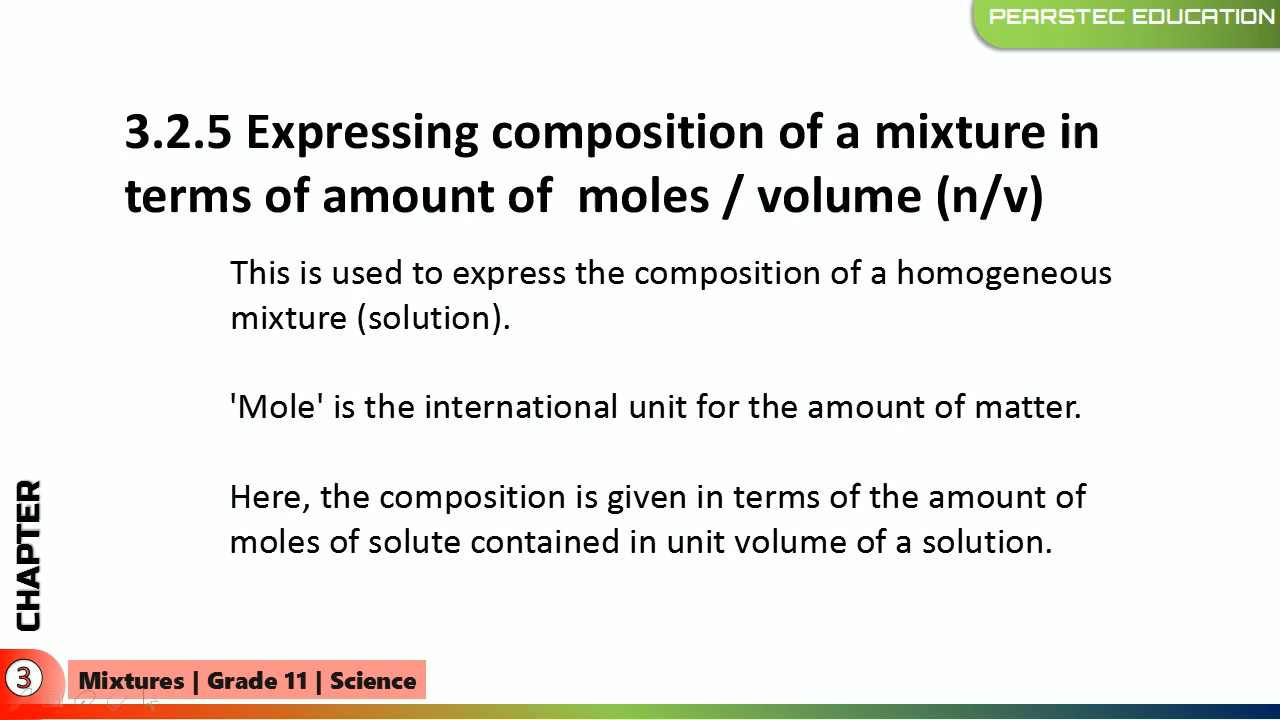 PEARSTEC EDUCATION
3.2.5 Expressing composition of a mixture in
terms of amount of  moles / volume (n/v)
This is used to express the composition of a homogeneous
mixture (solution).
'Mole' is the international unit for the amount of matter.
Here, the composition is given in terms of the amount of
moles of solute contained in unit volume of a solution.
CHAPTER
3
Mixtures | Grade 11 | Science